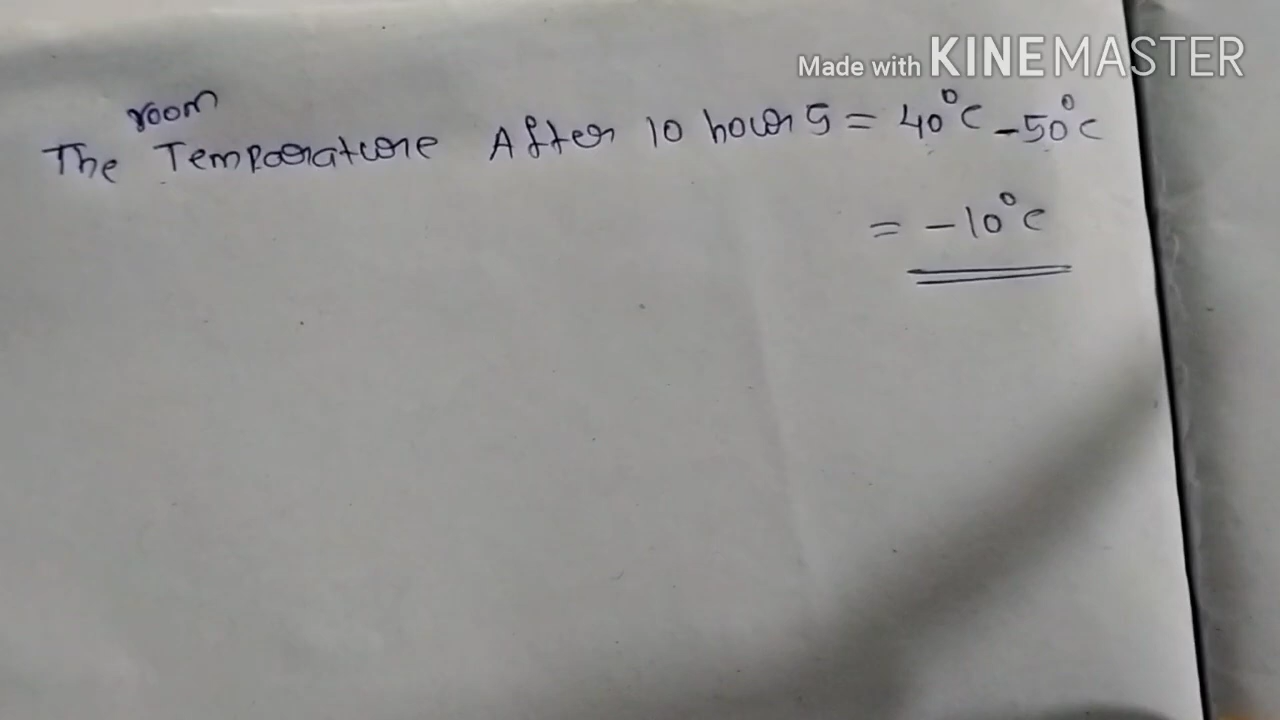 Made with KINEMASTER
room
The Temperature After 10 hours = 40°C - 50°C
= -10°C